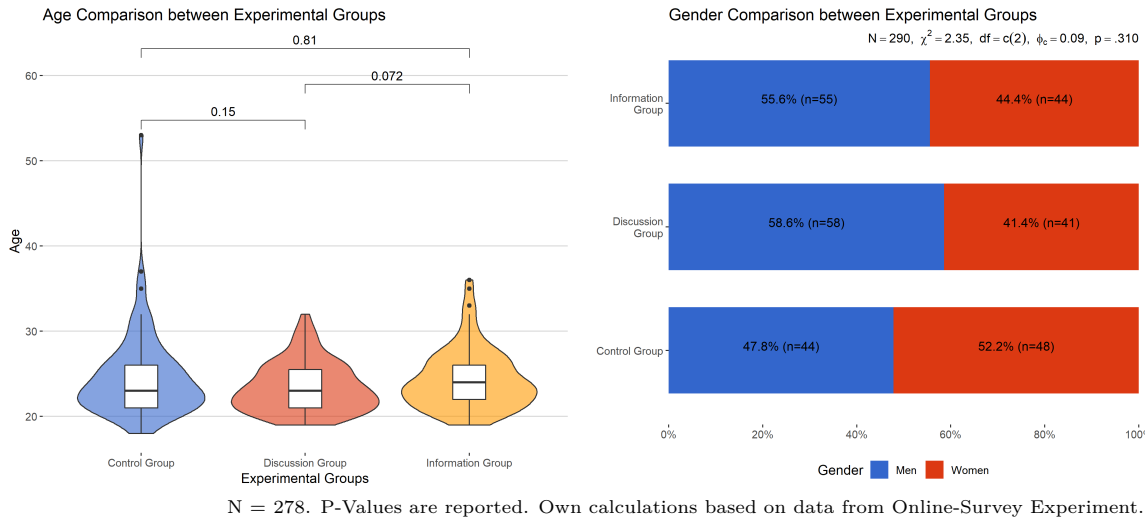 Age Comparison between Experimental Groups
0.81
0.072
0.15
60
50
40
30
20
Age
Control Group
Discussion Group
Information Group
Experimental Groups
Gender Comparison between Experimental Groups
N = 290, χ² = 2.35, df = c(2), ϕc = 0.09, p = .310
Information
Group
55.6% (n=55)
44.4% (n=44)
Discussion
Group
58.6% (n=58)
41.4% (n=41)
Control Group
47.8% (n=44)
52.2% (n=48)
0%
20%
40%
60%
80%
100%
Gender
Men
Women
N = 278. P-Values are reported. Own calculations based on data from Online-Survey Experiment.